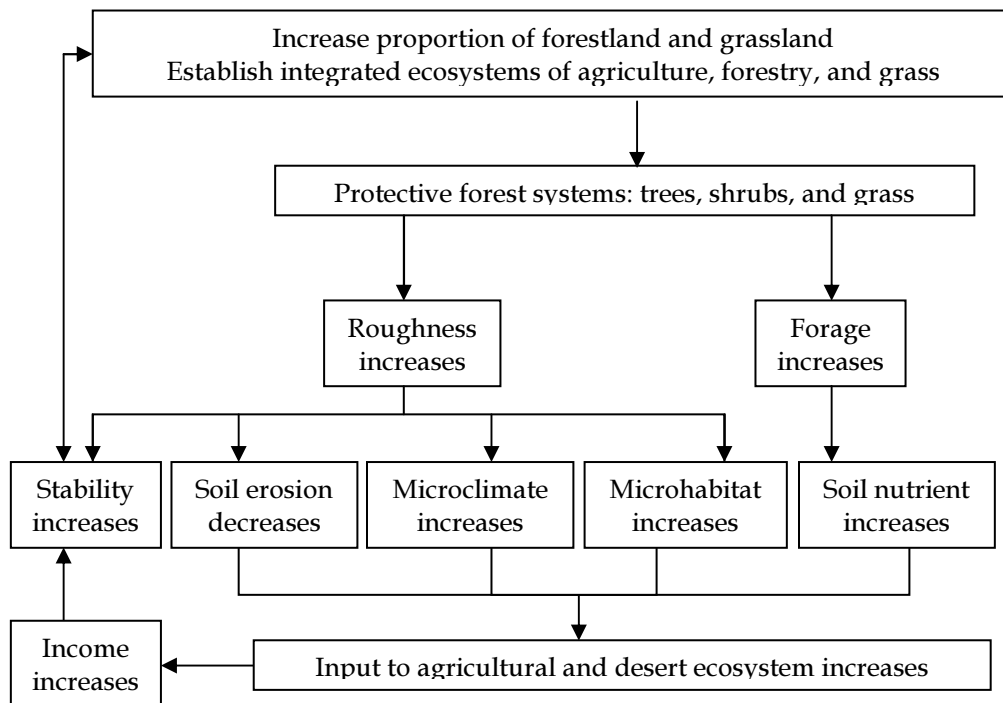 Increase proportion of forestland and grassland
Establish integrated ecosystems of agriculture, forestry, and grass
Protective forest systems: trees, shrubs, and grass
Roughness
increases
Forage
increases
Stability
increases
Soil erosion
decreases
Microclimate
increases
Microhabitat
increases
Soil nutrient
increases
Income
increases
Input to agricultural and desert ecosystem increases